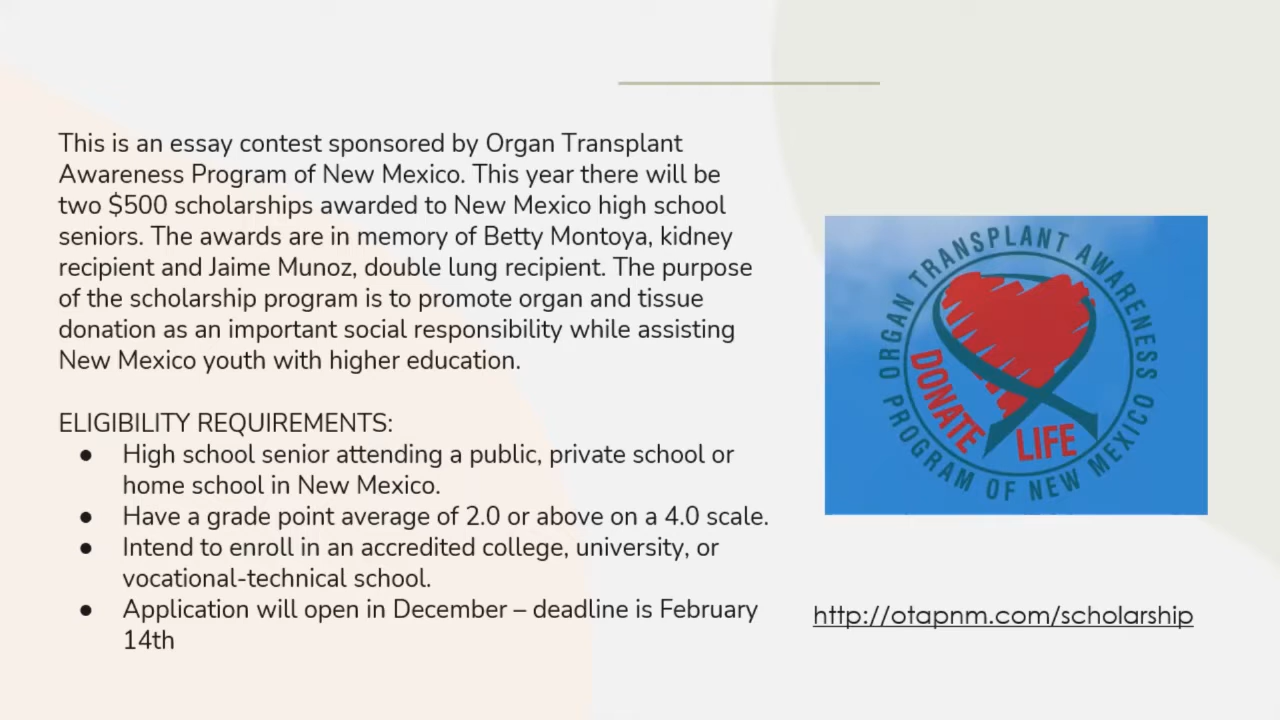 This is an essay contest sponsored by Organ Transplant
Awareness Program of New Mexico. This year there will be
two $500 scholarships awarded to New Mexico high school
seniors. The awards are in memory of Betty Montoya, kidney
recipient and Jaime Munoz, double lung recipient. The purpose
of the scholarship program is to promote organ and tissue
donation as an important social responsibility while assisting
New Mexico youth with higher education.
ELIGIBILITY REQUIREMENTS:
● High school senior attending a public, private school or
home school in New Mexico.
● Have a grade point average of 2.0 or above on a 4.0 scale.
● Intend to enroll in an accredited college, university, or
vocational-technical school.
● Application will open in December – deadline is February
14th
ORGAN TRANSPLANT AWARENESS
PROGRAM OF NEW MEXICO
DONATE
LIFE
http://otapnm.com/scholarship